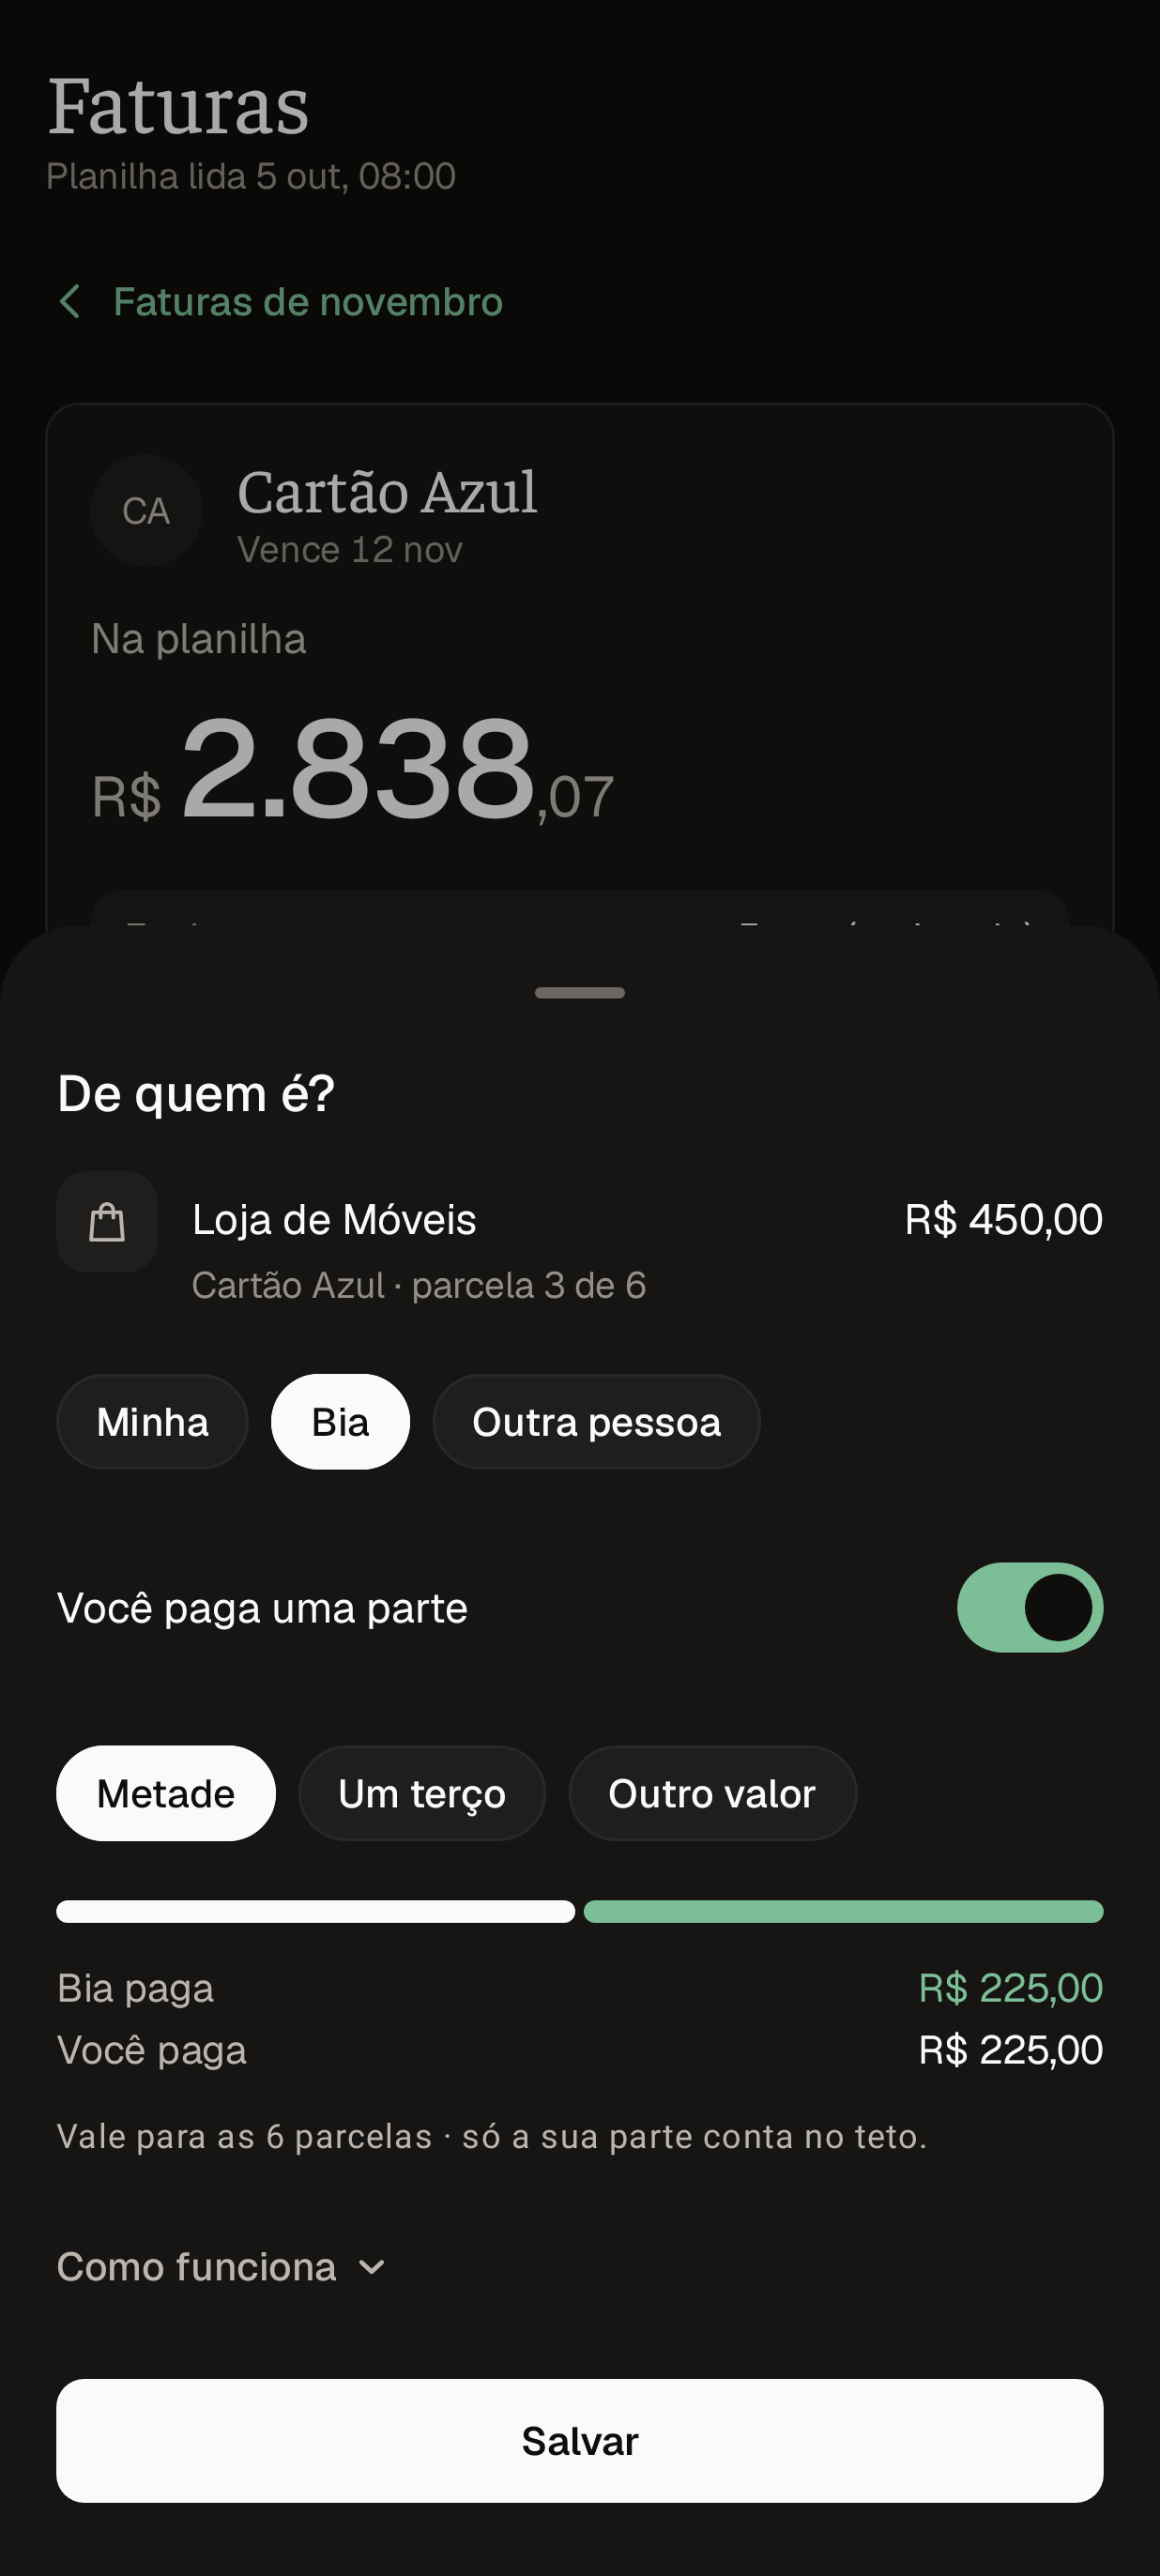 Faturas
Planilha lida 5 out, 08:00
Faturas de novembro
CA
Cartão Azul
Vence 12 nov
Na planilha
R$ 2.838,07
De quem é?
Loja de Móveis R$ 450,00
Cartão Azul · parcela 3 de 6
Minha Bia Outra pessoa
Você paga uma parte
Metade Um terço Outro valor
Bia paga R$ 225,00
Você paga R$ 225,00
Vale para as 6 parcelas · só a sua parte conta no teto.
Como funciona
Salvar